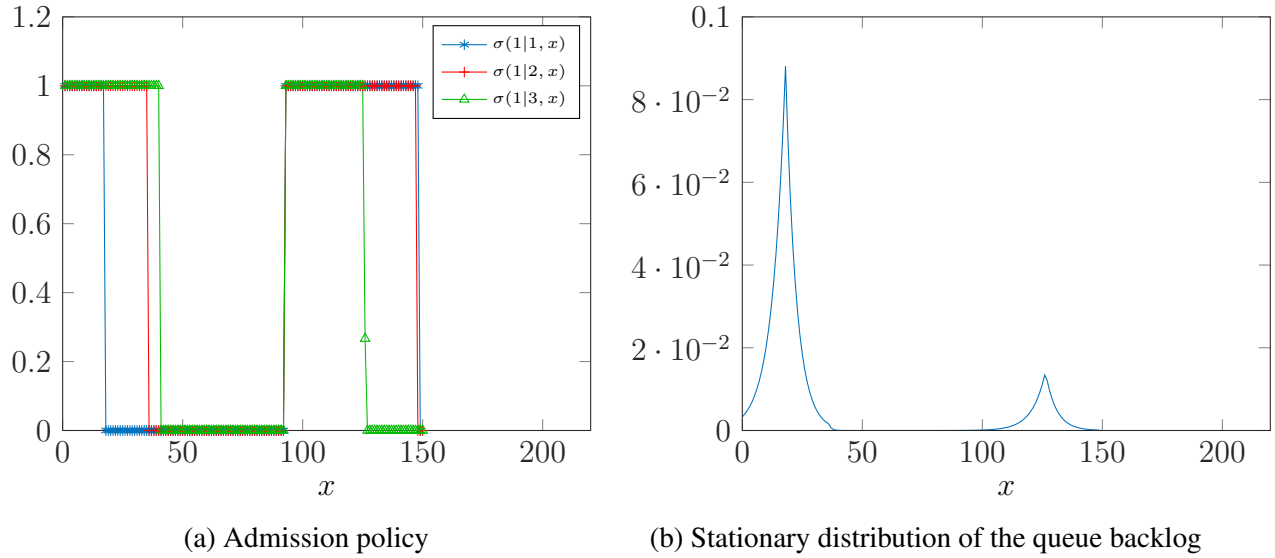 1.2
1
0.8
0.6
0.4
0.2
0
0 50 100 150 200
x
σ(1|1, x)
σ(1|2, x)
σ(1|3, x)
(a) Admission policy
0.1
8 · 10⁻²
6 · 10⁻²
4 · 10⁻²
2 · 10⁻²
0
0 50 100 150 200
x
(b) Stationary distribution of the queue backlog